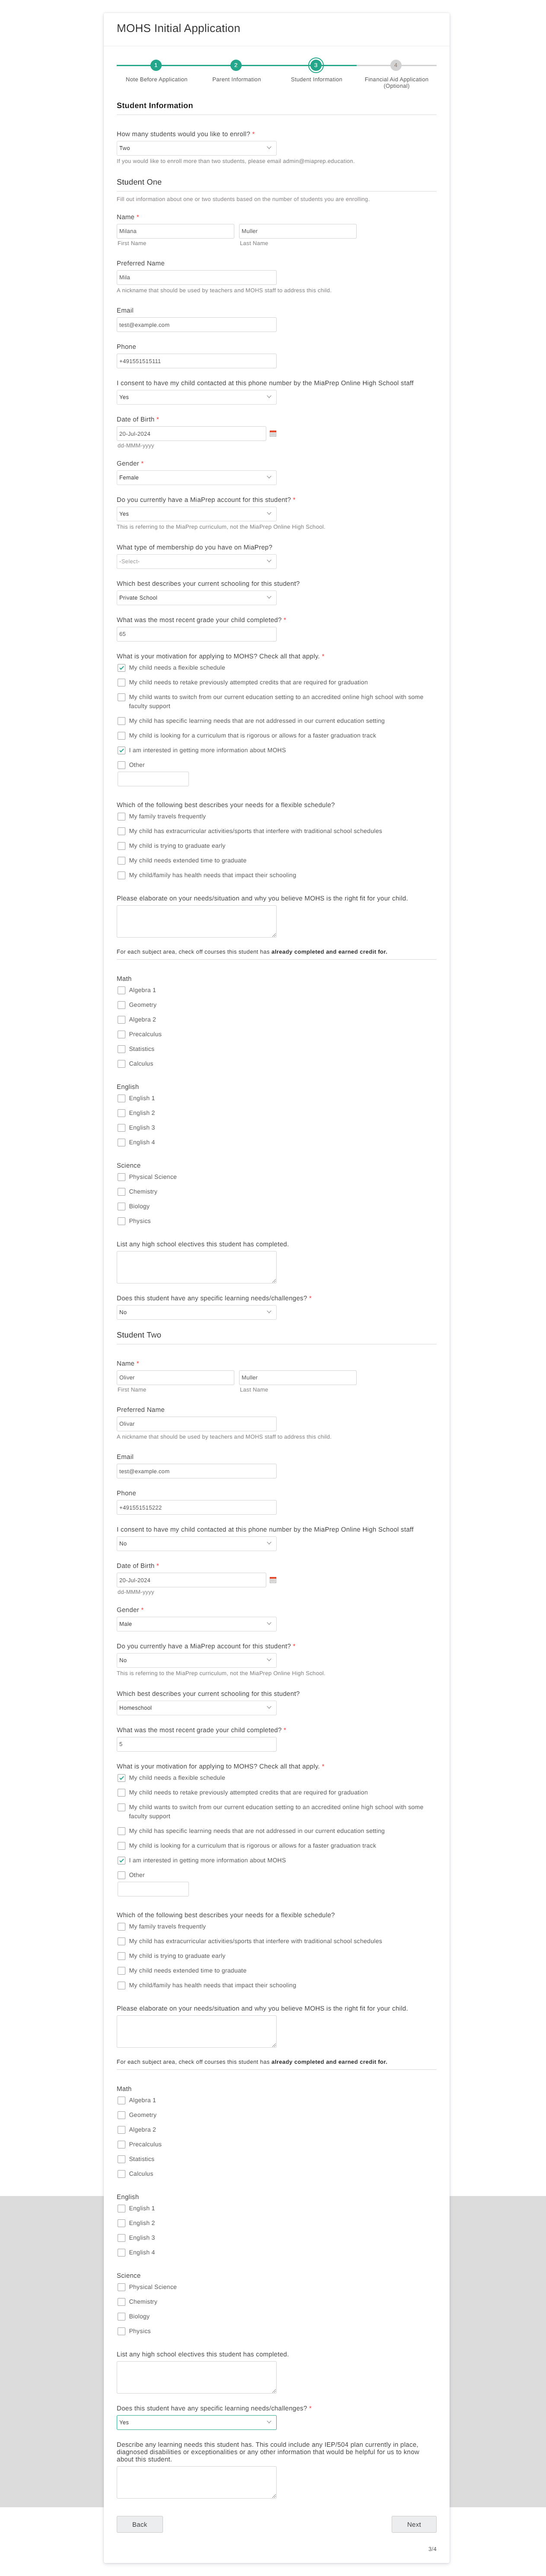 MOHS Initial Application
1
2
3
4
Note Before Application
Parent Information
Student Information
Financial Aid Application
(Optional)
Student Information
How many students would you like to enroll? *
Two
If you would like to enroll more than two students, please email admin@miaprep.education.
Student One
Fill out information about one or two students based on the number of students you are enrolling.
Name *
Milana
Muller
First Name
Last Name
Preferred Name
Mila
A nickname that should be used by teachers and MOHS staff to address this child.
Email
test@example.com
Phone
+491551515111
I consent to have my child contacted at this phone number by the MiaPrep Online High School staff
Yes
Date of Birth *
20-Jul-2024
dd-MMM-yyyy
Gender *
Female
Do you currently have a MiaPrep account for this student? *
Yes
This is referring to the MiaPrep curriculum, not the MiaPrep Online High School.
What type of membership do you have on MiaPrep?
-Select-
Which best describes your current schooling for this student?
Private School
What was the most recent grade your child completed? *
65
What is your motivation for applying to MOHS? Check all that apply. *
My child needs a flexible schedule
My child needs to retake previously attempted credits that are required for graduation
My child wants to switch from our current education setting to an accredited online high school with some
faculty support
My child has specific learning needs that are not addressed in our current education setting
My child is looking for a curriculum that is rigorous or allows for a faster graduation track
I am interested in getting more information about MOHS
Other
Which of the following best describes your needs for a flexible schedule?
My family travels frequently
My child has extracurricular activities/sports that interfere with traditional school schedules
My child is trying to graduate early
My child needs extended time to graduate
My child/family has health needs that impact their schooling
Please elaborate on your needs/situation and why you believe MOHS is the right fit for your child.
For each subject area, check off courses this student has already completed and earned credit for.
Math
Algebra 1
Geometry
Algebra 2
Precalculus
Statistics
Calculus
English
English 1
English 2
English 3
English 4
Science
Physical Science
Chemistry
Biology
Physics
List any high school electives this student has completed.
Does this student have any specific learning needs/challenges? *
No
Student Two
Name *
Oliver
Muller
First Name
Last Name
Preferred Name
Olivar
A nickname that should be used by teachers and MOHS staff to address this child.
Email
test@example.com
Phone
+491551515222
I consent to have my child contacted at this phone number by the MiaPrep Online High School staff
No
Date of Birth *
20-Jul-2024
dd-MMM-yyyy
Gender *
Male
Do you currently have a MiaPrep account for this student? *
No
This is referring to the MiaPrep curriculum, not the MiaPrep Online High School.
Which best describes your current schooling for this student?
Homeschool
What was the most recent grade your child completed? *
5
What is your motivation for applying to MOHS? Check all that apply. *
My child needs a flexible schedule
My child needs to retake previously attempted credits that are required for graduation
My child wants to switch from our current education setting to an accredited online high school with some
faculty support
My child has specific learning needs that are not addressed in our current education setting
My child is looking for a curriculum that is rigorous or allows for a faster graduation track
I am interested in getting more information about MOHS
Other
Which of the following best describes your needs for a flexible schedule?
My family travels frequently
My child has extracurricular activities/sports that interfere with traditional school schedules
My child is trying to graduate early
My child needs extended time to graduate
My child/family has health needs that impact their schooling
Please elaborate on your needs/situation and why you believe MOHS is the right fit for your child.
For each subject area, check off courses this student has already completed and earned credit for.
Math
Algebra 1
Geometry
Algebra 2
Precalculus
Statistics
Calculus
English
English 1
English 2
English 3
English 4
Science
Physical Science
Chemistry
Biology
Physics
List any high school electives this student has completed.
Does this student have any specific learning needs/challenges? *
Yes
Describe any learning needs this student has. This could include any IEP/504 plan currently in place,
diagnosed disabilities or exceptionalities or any other information that would be helpful for us to know
about this student.
Back
Next
3/4